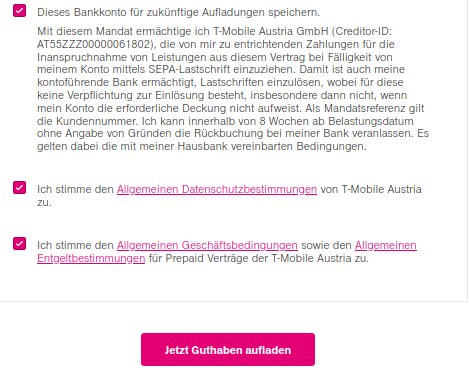 Dieses Bankkonto für zukünftige Aufladungen speichern.
Mit diesem Mandat ermächtige ich T-Mobile Austria GmbH (Creditor-ID:
AT55ZZZ00000061802), die von mir zu entrichtenden Zahlungen für die
Inanspruchnahme von Leistungen aus diesem Vertrag bei Fälligkeit von
meinem Konto mittels SEPA-Lastschrift einzuziehen. Damit ist auch meine
kontoführende Bank ermächtigt, Lastschriften einzulösen, wobei für diese
keine Verpflichtung zur Einlösung besteht, insbesondere dann nicht, wenn
mein Konto die erforderliche Deckung nicht aufweist. Als Mandatsreferenz gilt
die Kundennummer. Ich kann innerhalb von 8 Wochen ab Belastungsdatum
ohne Angabe von Gründen die Rückbuchung bei meiner Bank veranlassen. Es
gelten dabei die mit meiner Hausbank vereinbarten Bedingungen.
Ich stimme den Allgemeinen Datenschutzbestimmungen von T-Mobile Austria
zu.
Ich stimme den Allgemeinen Geschäftsbedingungen sowie den Allgemeinen
Entgeltbestimmungen für Prepaid Verträge der T-Mobile Austria zu.
Jetzt Guthaben aufladen